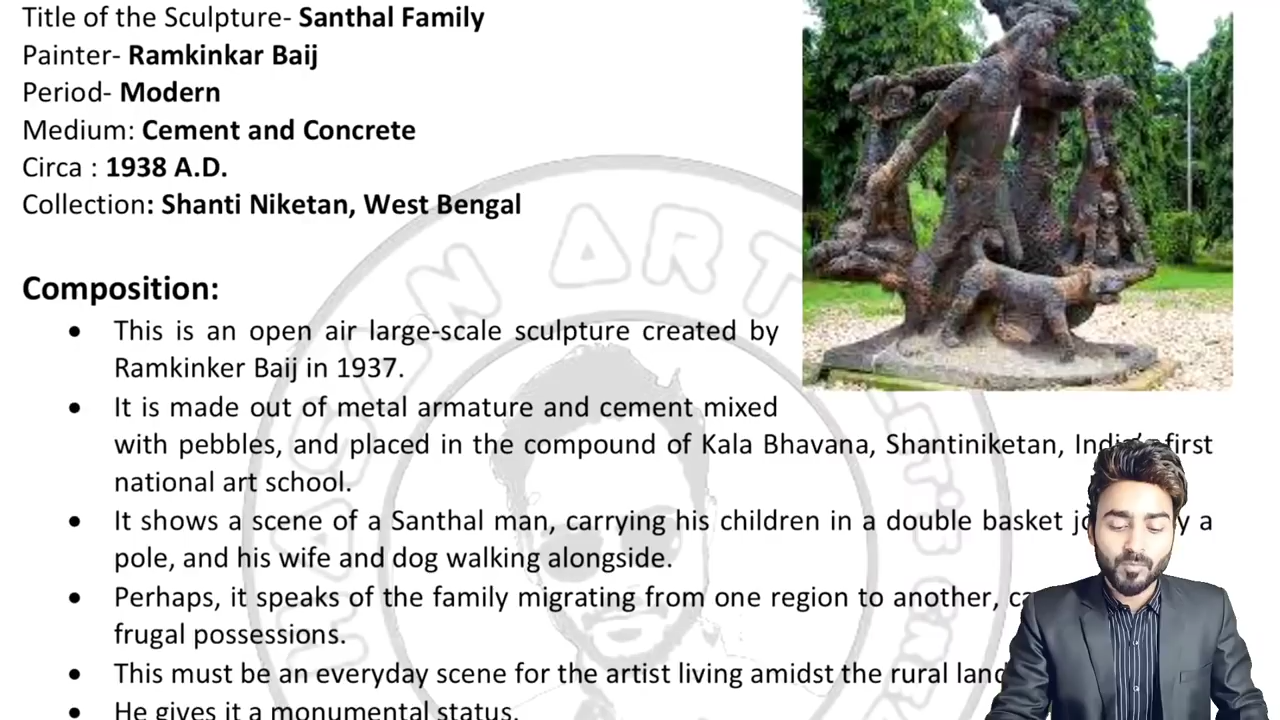 Title of the Sculpture- Santhal Family
Painter- Ramkinkar Baij
Period- Modern
Medium: Cement and Concrete
Circa : 1938 A.D.
Collection: Shanti Niketan, West Bengal
Composition:
• This is an open air large-scale sculpture created by
Ramkinker Baij in 1937.
• It is made out of metal armature and cement mixed
with pebbles, and placed in the compound of Kala Bhavana, Shantiniketan, India's first
national art school.
• It shows a scene of a Santhal man, carrying his children in a double basket a
pole, and his wife and dog walking alongside.
• Perhaps, it speaks of the family migrating from one region to another,
frugal possessions.
• This must be an everyday scene for the artist living amidst the rural
• He gives it a monumental status.